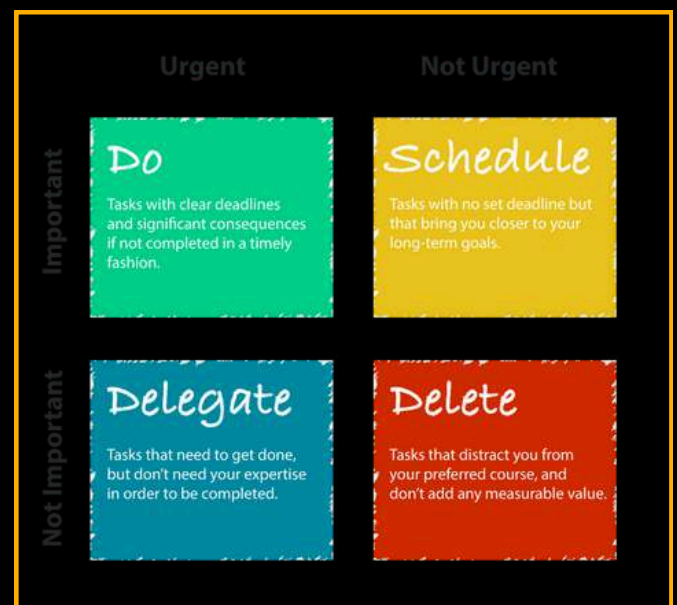 Urgent
Not Urgent
Important
Do
Tasks with clear deadlines
and significant consequences
if not completed in a timely
fashion.
Schedule
Tasks with no set deadline but
that bring you closer to your
long-term goals.
Not Important
Delegate
Tasks that need to get done,
but don't need your expertise
in order to be completed.
Delete
Tasks that distract you from
your preferred course, and
don't add any measurable value.